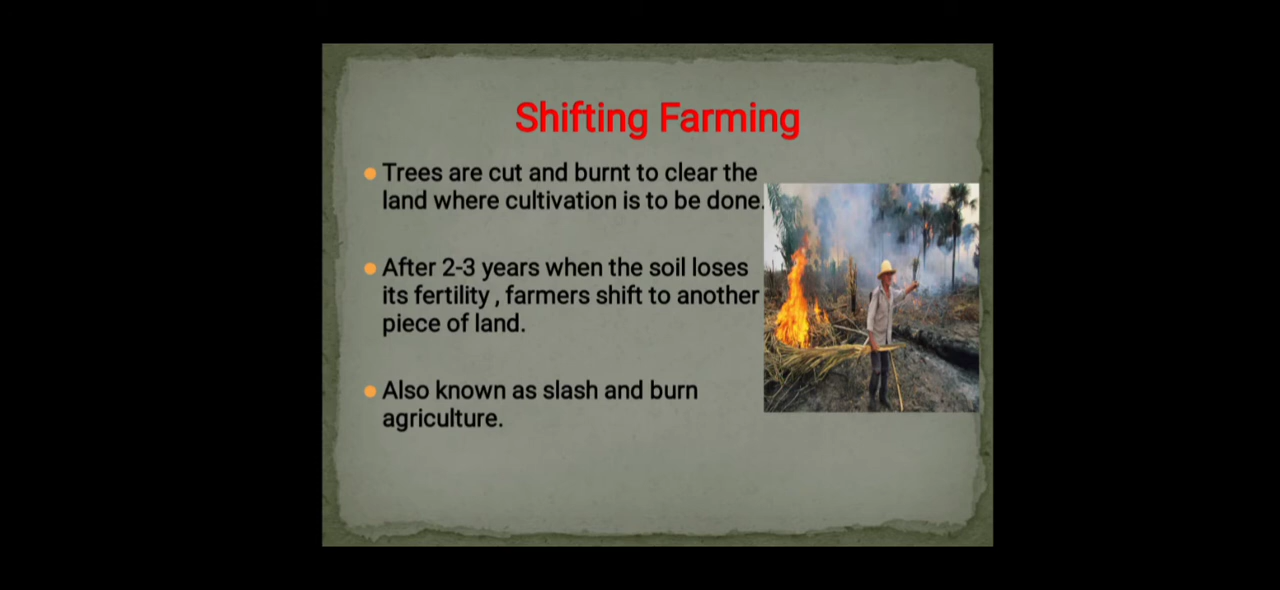 Shifting Farming
Trees are cut and burnt to clear the
land where cultivation is to be done.
After 2-3 years when the soil loses
its fertility , farmers shift to another
piece of land.
Also known as slash and burn
agriculture.